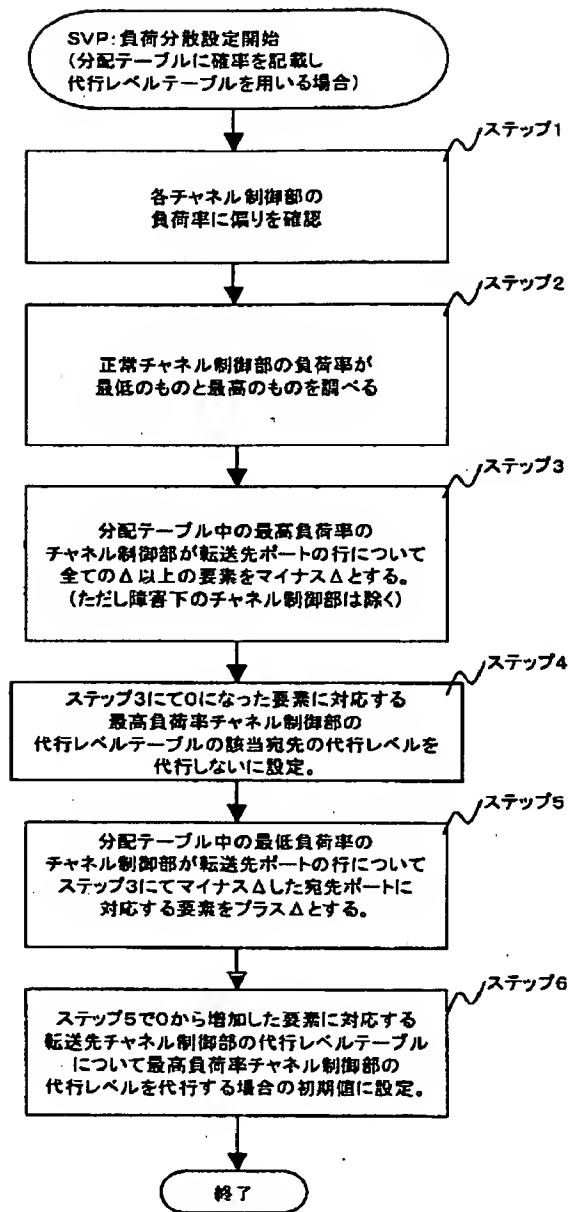 SVP:負荷分散設定開始
(分配テーブルに確率を記載し
代行レベルテーブルを用いる場合)
ステップ1
各チャネル制御部の
負荷率に偏りを確認
ステップ2
正常チャネル制御部の負荷率が
最低のものと最高のものを調べる
ステップ3
分配テーブル中の最高負荷率の
チャネル制御部が転送先ポートの行について
全てのΔ以上の要素をマイナスΔとする。
(ただし障害下のチャネル制御部は除く)
ステップ4
ステップ3にて0になった要素に対応する
最高負荷率チャネル制御部の
代行レベルテーブルの該当宛先の代行レベルを
代行しないに設定。
ステップ5
分配テーブル中の最低負荷率の
チャネル制御部が転送先ポートの行について
ステップ3にてマイナスΔした宛先ポートに
対応する要素をプラスΔとする。
ステップ6
ステップ5で0から増加した要素に対応する
転送先チャネル制御部の代行レベルテーブル
について最高負荷率チャネル制御部の
代行レベルを代行する場合の初期値に設定。
終了